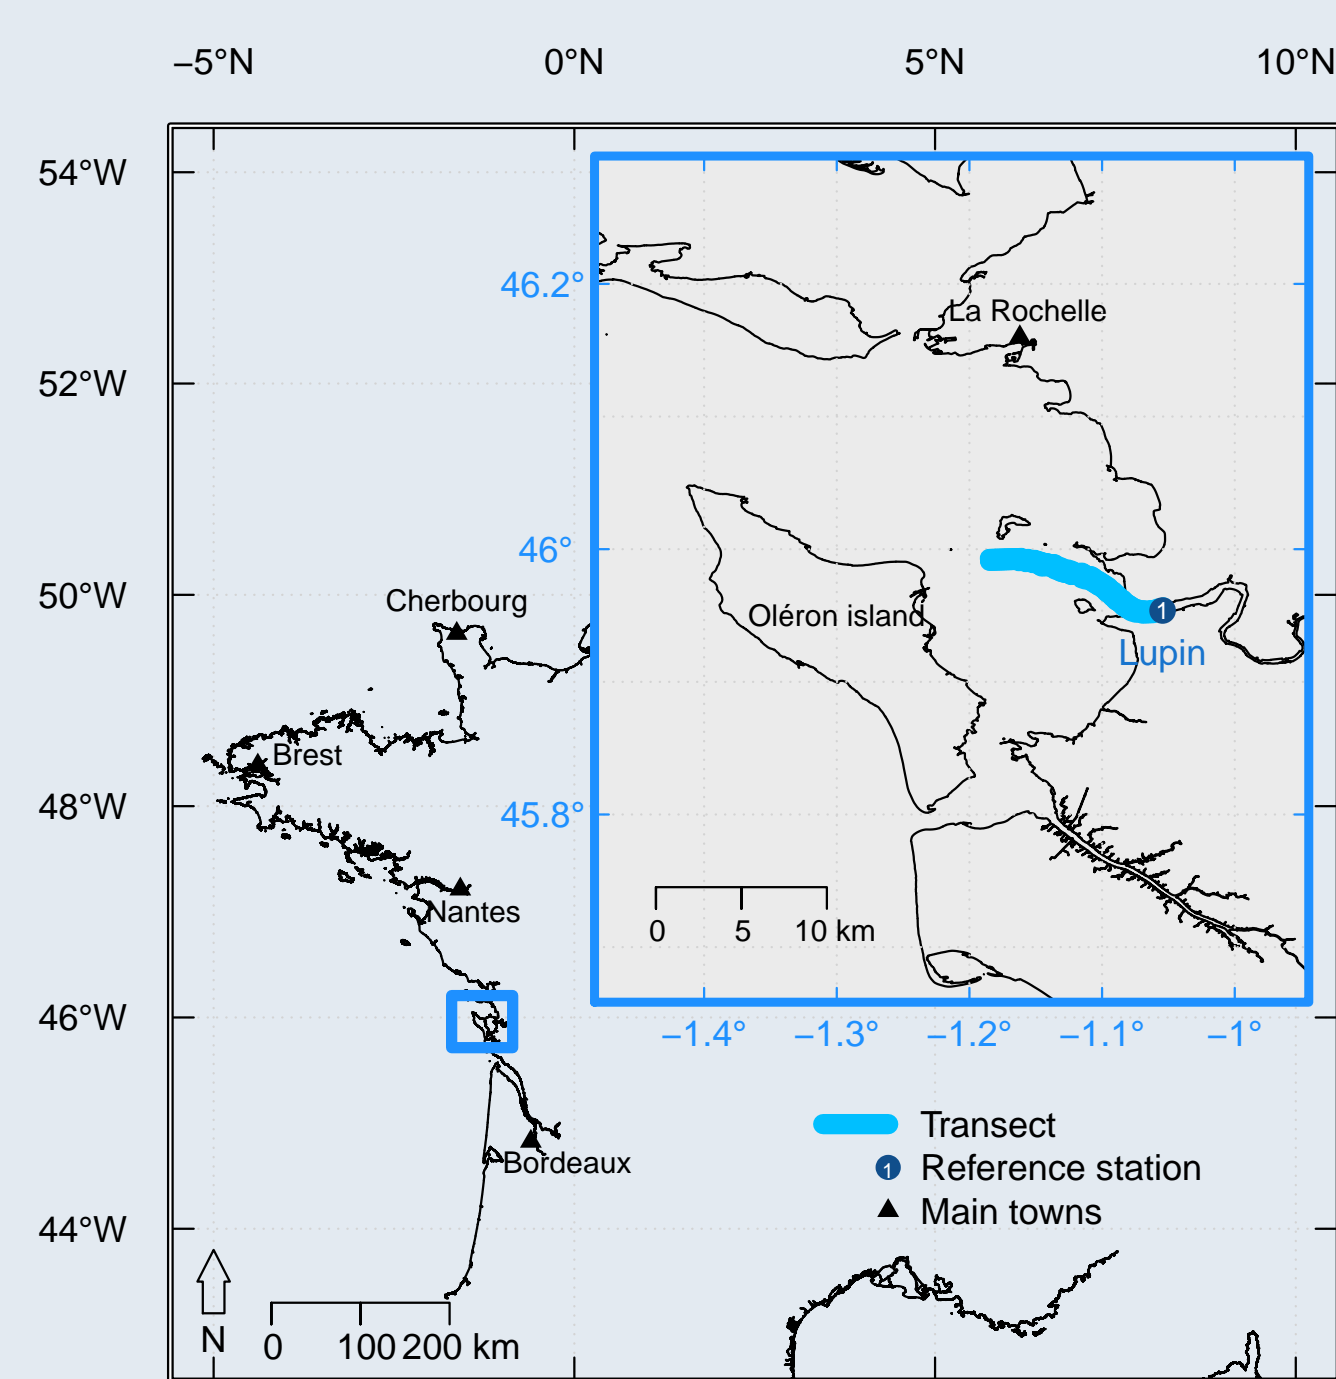 −5°N 0°N 5°N 10°N
54°W
52°W
50°W
48°W
46°W
44°W
46.2°
46°
45.8°
La Rochelle
Oléron island
1
Lupin
0 5 10 km
−1.4° −1.3° −1.2° −1.1° −1°
Cherbourg
Brest
Nantes
Bordeaux
Transect
1 Reference station
Main towns
N
0 100 200 km